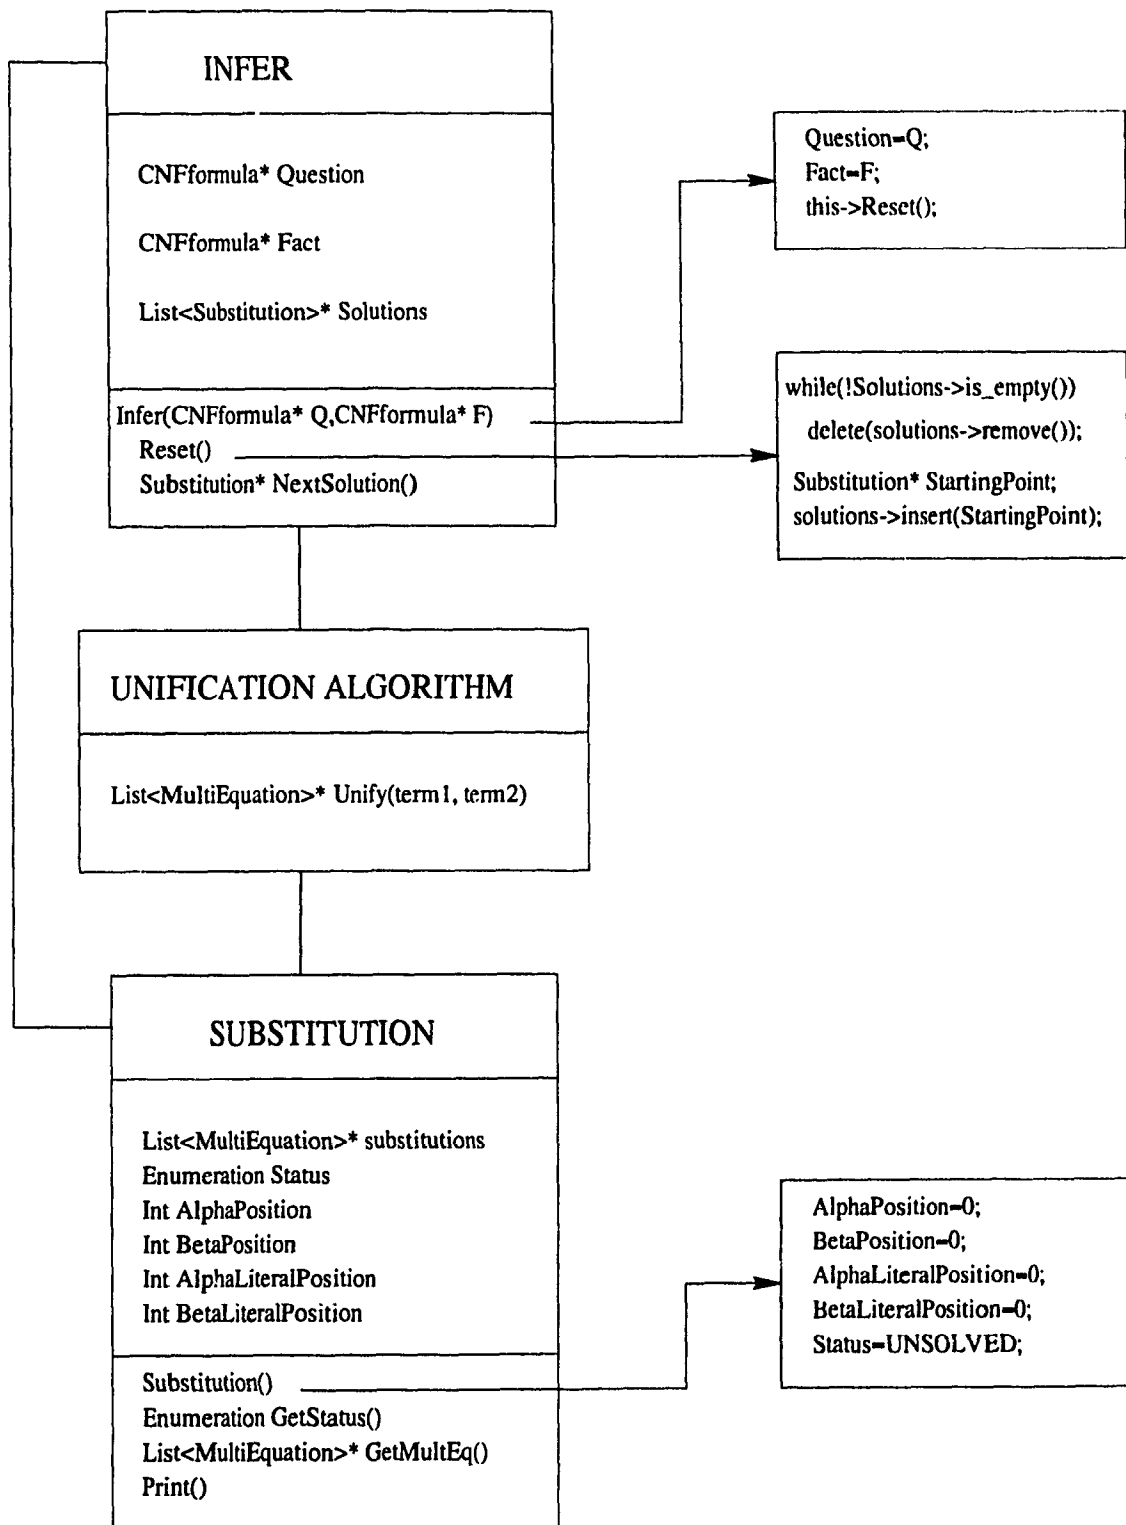 INFER
CNFformula* Question
CNFformula* Fact
List<Substitution>* Solutions
Infer(CNFformula* Q,CNFformula* F)
Reset()
Substitution* NextSolution()
Question=Q;
Fact=F;
this->Reset();
while(!Solutions->is_empty())
delete(solutions->remove());
Substitution* StartingPoint;
solutions->insert(StartingPoint);
UNIFICATION ALGORITHM
List<MultiEquation>* Unify(term1, term2)
SUBSTITUTION
List<MultiEquation>* substitutions
Enumeration Status
Int AlphaPosition
Int BetaPosition
Int AlphaLiteralPosition
Int BetaLiteralPosition
Substitution()
Enumeration GetStatus()
List<MultiEquation>* GetMultEq()
Print()
AlphaPosition=0;
BetaPosition=0;
AlphaLiteralPosition=0;
BetaLiteralPosition=0;
Status=UNSOLVED;